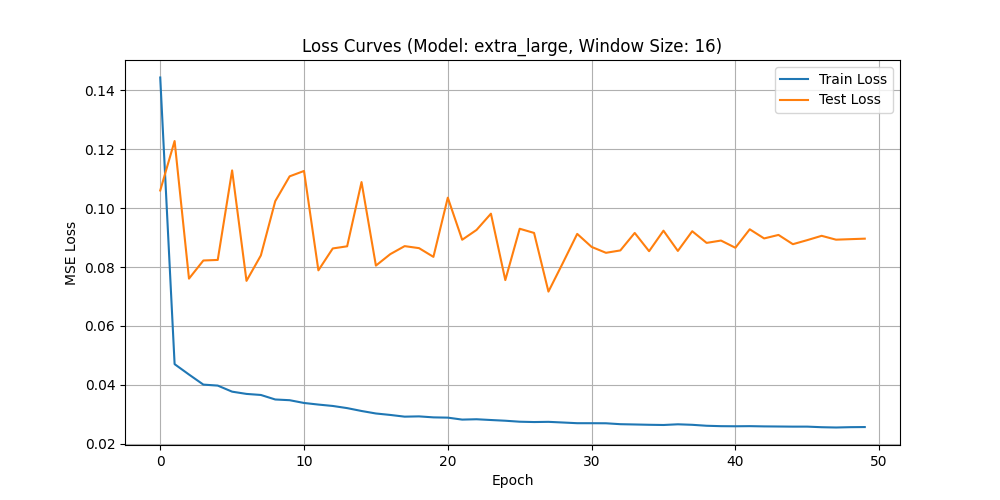 Loss Curves (Model: extra_large, Window Size: 16)
Train Loss
Test Loss
MSE Loss
0.14
0.12
0.10
0.08
0.06
0.04
0.02
0 10 20 30 40 50
Epoch